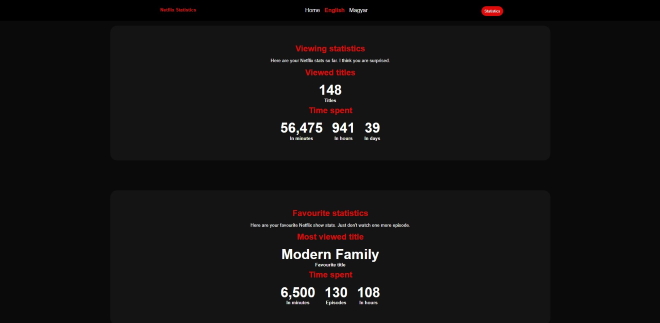 Netflix Statistics
Home English Magyar
Statistics
Viewing statistics
Here are your Netflix stats so far. I think you are surprised
Viewed titles
148
Titles
Time spent
56,475 941 39
In minutes In hours In days
Favourite statistics
Here are your favourite Netflix show stats. Just don't watch one more episode.
Most viewed title
Modern Family
Favourite title
Time spent
6,500 130 108
In minutes Episodes In hours